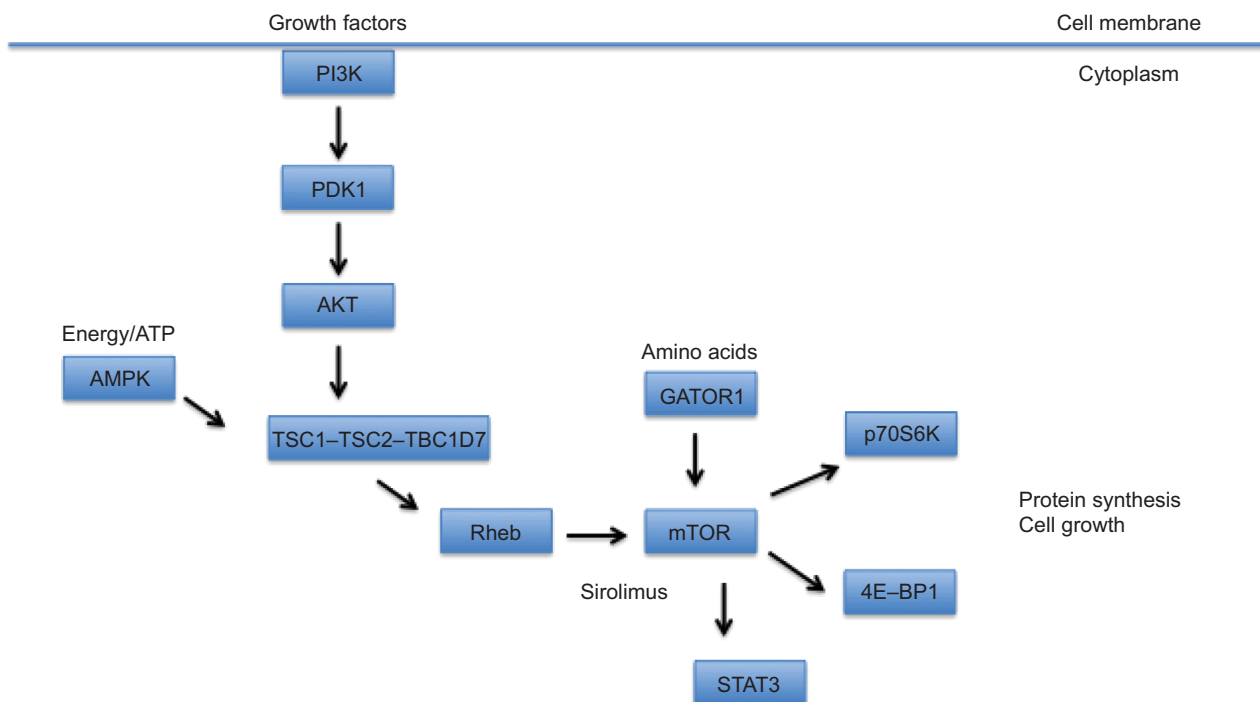 Growth factors
Cell membrane
PI3K
Cytoplasm
PDK1
AKT
Energy/ATP
AMPK
Amino acids
GATOR1
TSC1–TSC2–TBC1D7
p70S6K
Rheb
mTOR
Protein synthesis
Cell growth
Sirolimus
4E–BP1
STAT3